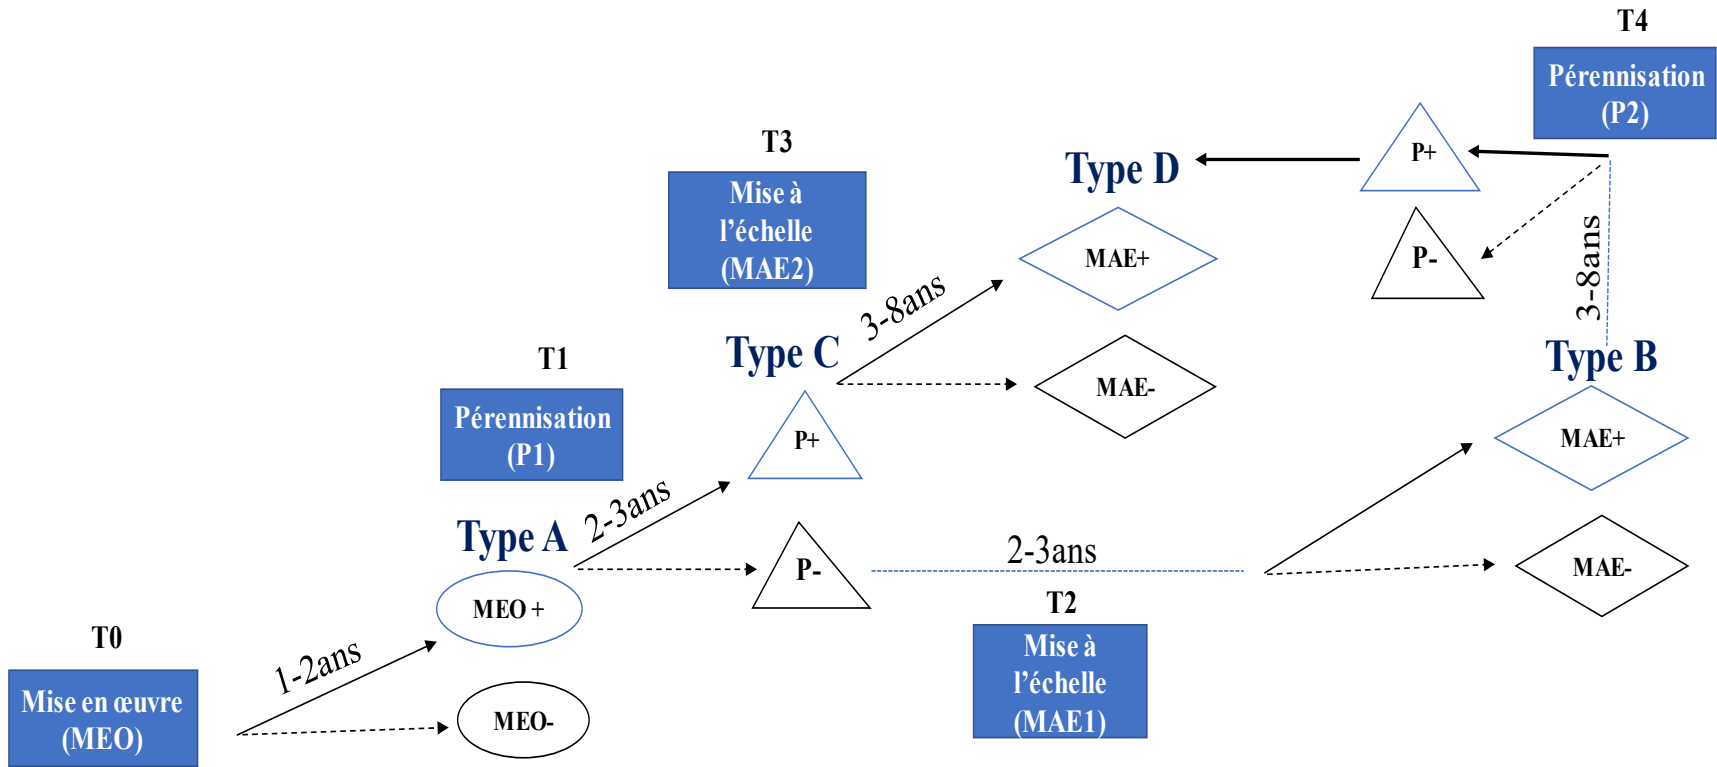 T4
Pérennisation
(P2)
T3
Mise à
l’échelle
(MAE2)
Type D
P+
P-
MAE+
3-8ans
3-8ans
T1
Pérennisation
(P1)
Type C
P+
MAE-
Type B
MAE+
2-3ans
Type A
P-
2-3ans
MAE-
MEO +
T2
Mise à
l’échelle
(MAE1)
T0
Mise en œuvre
(MEO)
1-2ans
MEO-